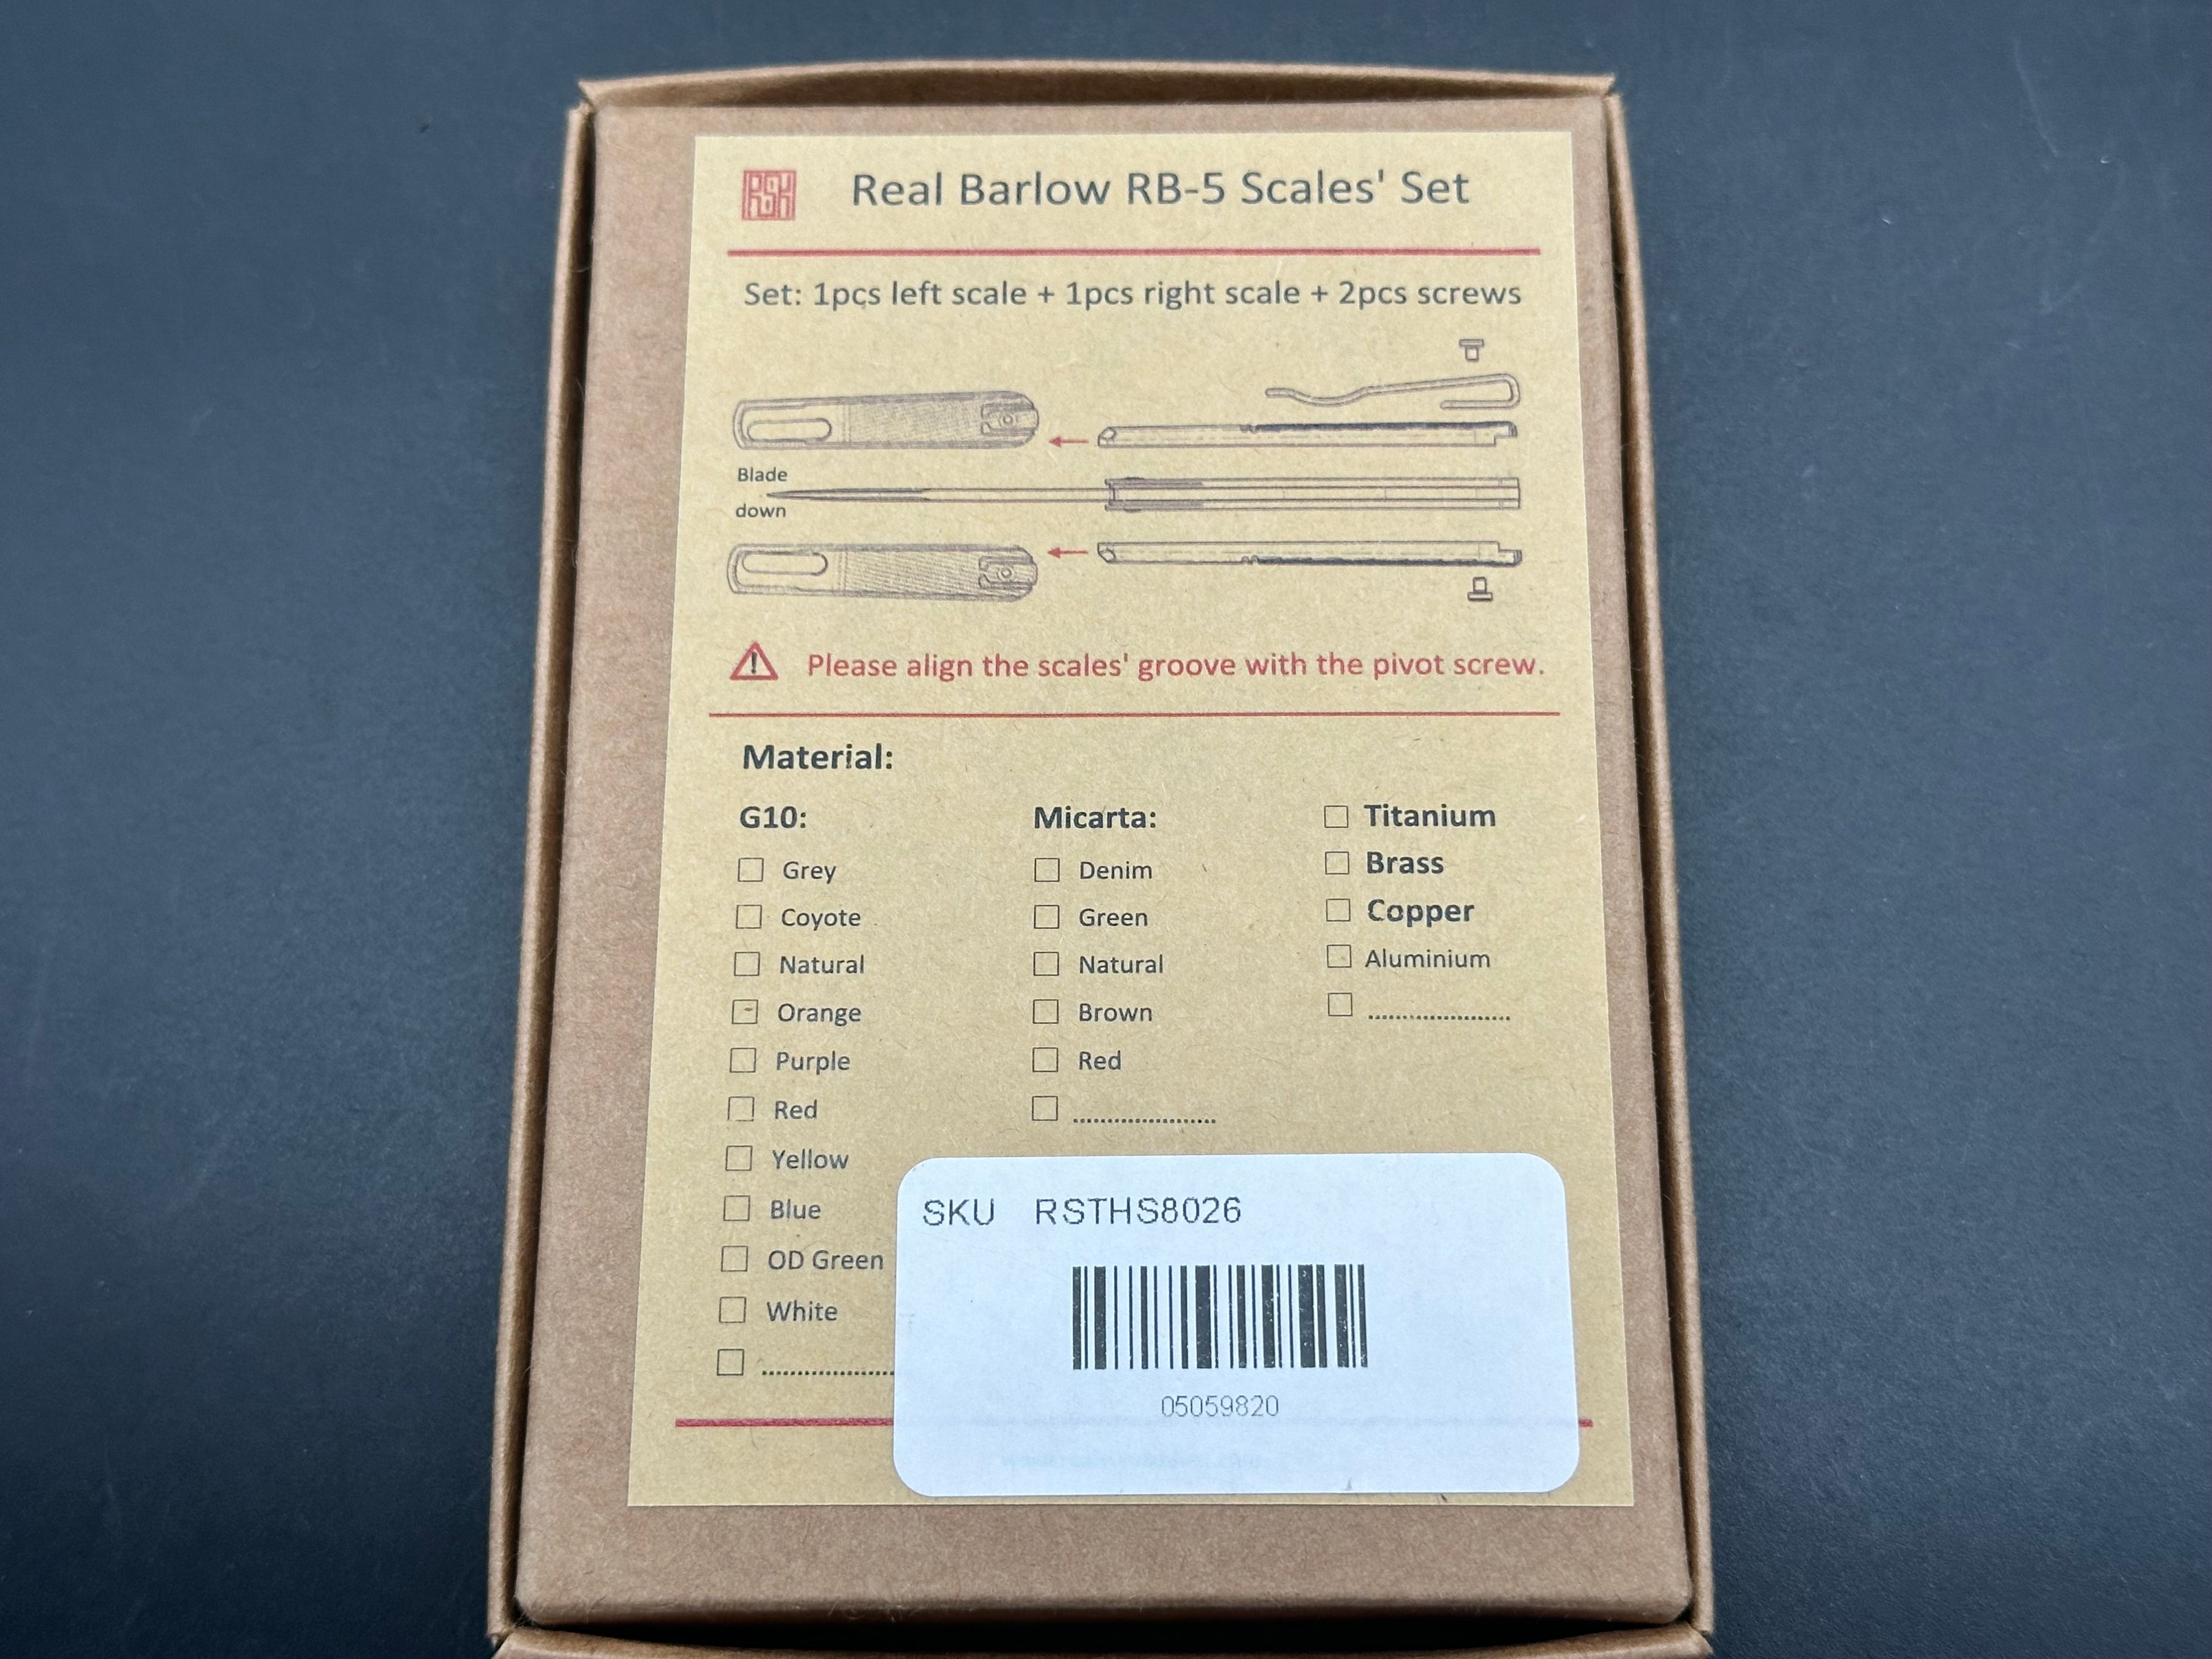 Real Barlow RB-5 Scales' Set
Set: 1pcs left scale + 1pcs right scale + 2pcs screws
Blade
down
Please align the scales' groove with the pivot screw.
Material:
G10:
Grey
Coyote
Natural
Orange
Purple
Red
Yellow
Blue
OD Green
White
Micarta:
Denim
Green
Natural
Brown
Red
Titanium
Brass
Copper
Aluminium
SKU RSTHS8026
05059820